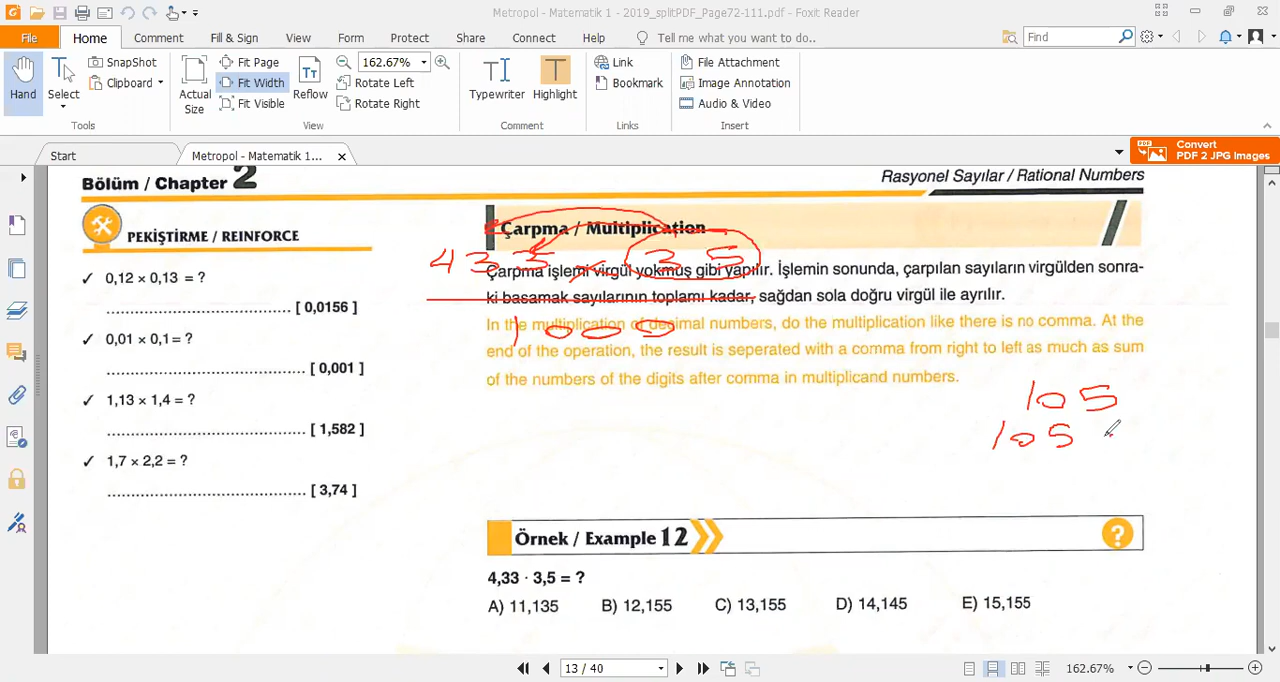 Metropol - Matematik 1 - 2019_splitPDF_Page72-111.pdf - Foxit Reader
File Home Comment Fill & Sign View Form Protect Share Connect Help Tell me what you want to do.. Find
Hand
Select
SnapShot
Clipboard
Tools
Actual Size
Fit Page
Fit Width
Fit Visible
Reflow
162.67%
Rotate Left
Rotate Right
View
Typewriter
Highlight
Comment
Link
Bookmark
Links
File Attachment
Image Annotation
Audio & Video
Insert
Start
Metropol - Matematik 1...
Convert
PDF 2 JPG Images
Bölüm / Chapter 2
Rasyonel Sayılar / Rational Numbers
PEKİŞTİRME / REINFORCE
✓ 0,12 × 0,13 = ?
................................................ [ 0,0156 ]
✓ 0,01 × 0,1= ?
................................................ [ 0,001 ]
✓ 1,13 × 1,4= ?
................................................ [ 1,582 ]
✓ 1,7 × 2,2= ?
................................................ [ 3,74 ]
Çarpma / Multiplication
433 × 35
Çarpma işlemi virgül yokmuş gibi yapılır. İşlemin sonunda, çarpılan sayıların virgülden sonra-
ki basamak sayılarının toplamı kadar, sağdan sola doğru virgül ile ayrılır.
1000
In the multiplication of decimal numbers, do the multiplication like there is no comma. At the
end of the operation, the result is seperated with a comma from right to left as much as sum
of the numbers of the digits after comma in multiplicand numbers.
105
105
Örnek / Example 12
?
4,33 · 3,5 = ?
A) 11,135 B) 12,155 C) 13,155 D) 14,145 E) 15,155
13 / 40
162.67%